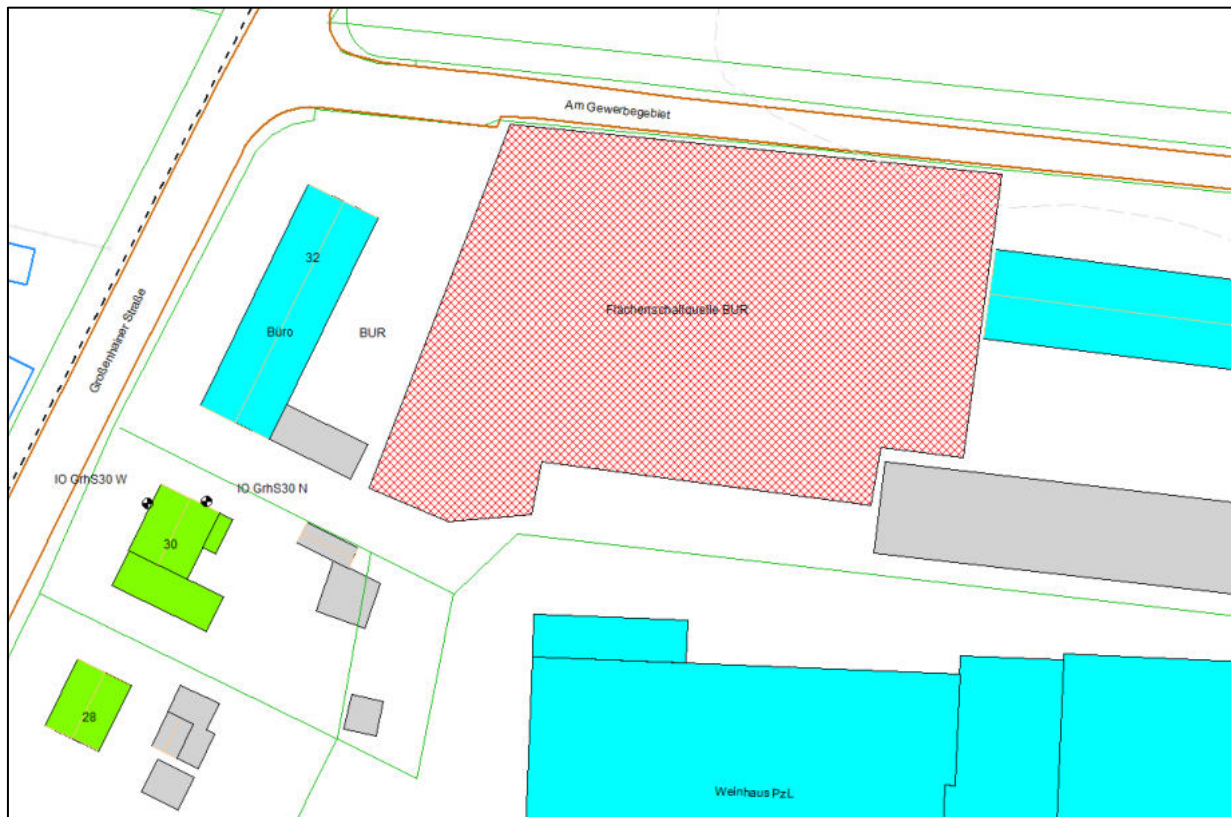 Am Gewerbegebiet
32
Flächenschallquelle BUR
Büro
BUR
Großenhainer Straße
IO GrhS30 W
IO GrhS30 N
30
28
Weinhaus PzL